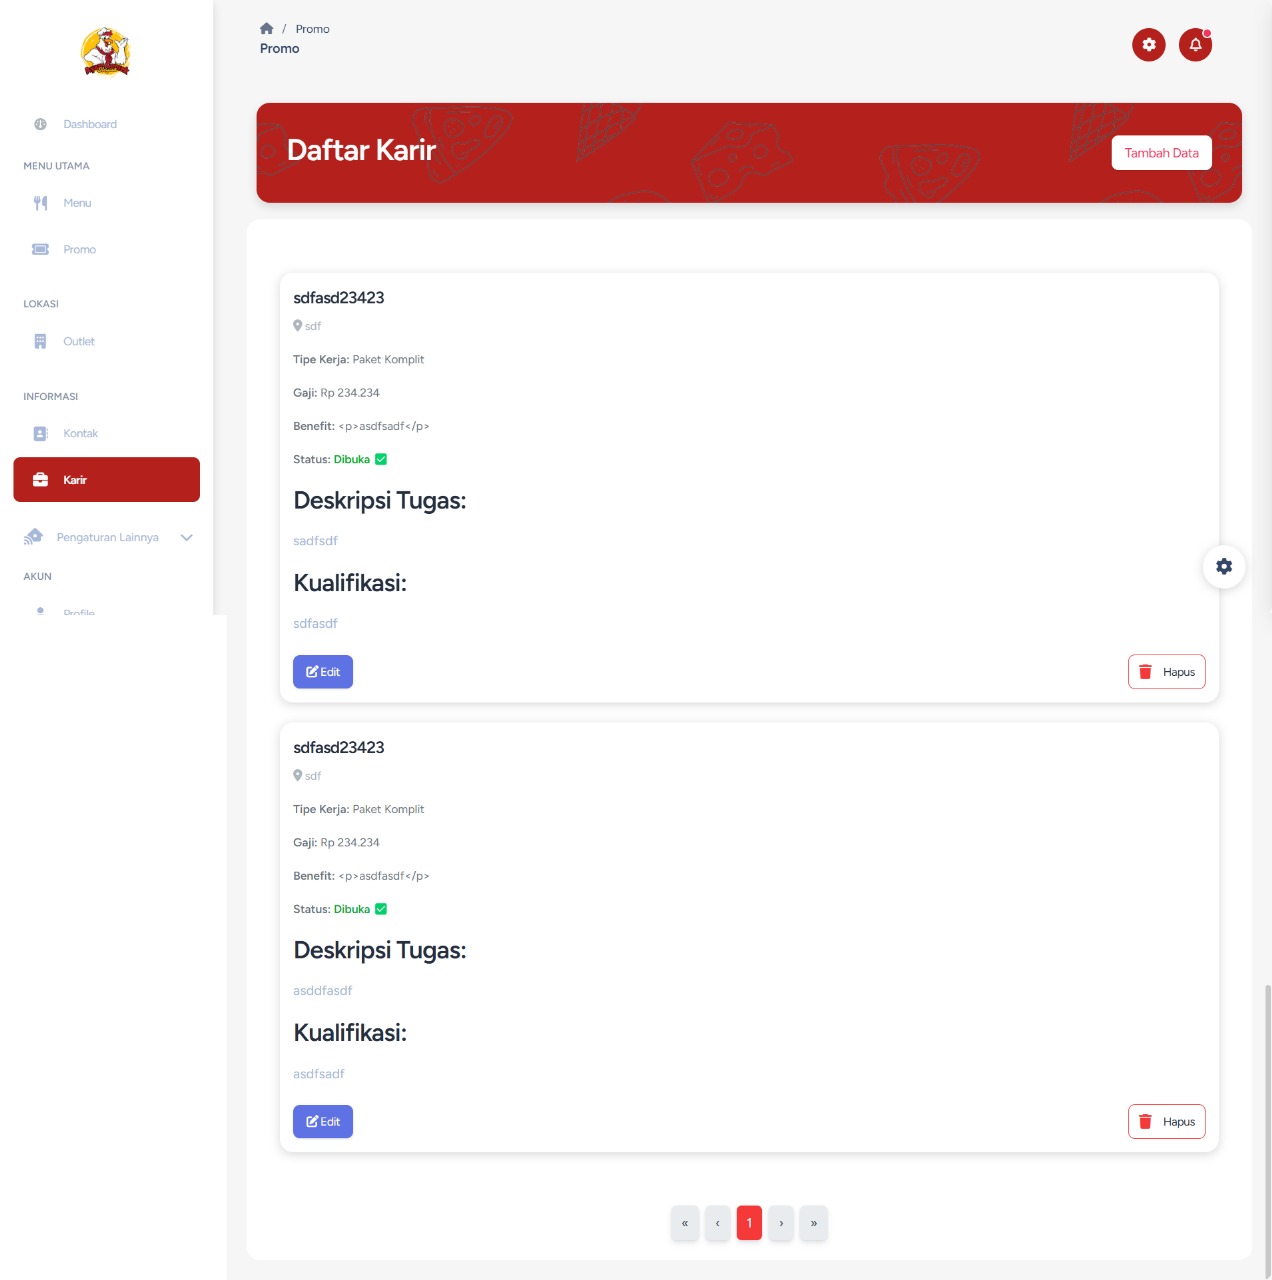 / Promo
Promo
Dashboard
MENU UTAMA
Menu
Promo
LOKASI
Outlet
INFORMASI
Kontak
Karir
Pengaturan Lainnya
AKUN
Profile
Daftar Karir
Tambah Data
sdfasd23423
sdf
Tipe Kerja: Paket Komplit
Gaji: Rp 234.234
Benefit: <p>asdfsadf</p>
Status: Dibuka ✅
Deskripsi Tugas:
sadfsdf
Kualifikasi:
sdfasdf
Edit
Hapus
sdfasd23423
sdf
Tipe Kerja: Paket Komplit
Gaji: Rp 234.234
Benefit: <p>asdfasdf</p>
Status: Dibuka ✅
Deskripsi Tugas:
asddfasdf
Kualifikasi:
asdfsadf
Edit
Hapus
« ‹ 1 › »